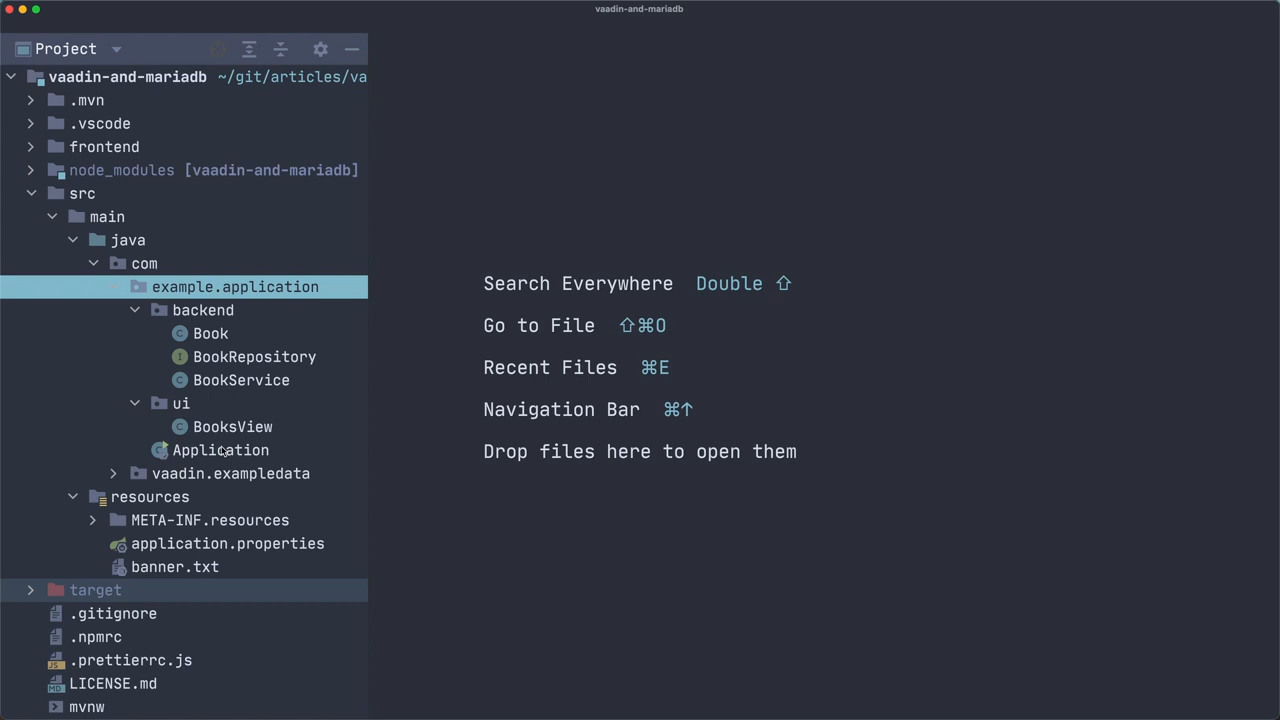 vaadin-and-mariadb
Project
vaadin-and-mariadb ~/git/articles/va
.mvn
.vscode
frontend
node_modules [vaadin-and-mariadb]
src
main
java
com
example.application
backend
Book
BookRepository
BookService
ui
BooksView
Application
vaadin.exampledata
resources
META-INF.resources
application.properties
banner.txt
target
.gitignore
.npmrc
.prettierrc.js
LICENSE.md
mvnw
Search Everywhere Double ⇧
Go to File ⇧⌘O
Recent Files ⌘E
Navigation Bar ⌘↑
Drop files here to open them